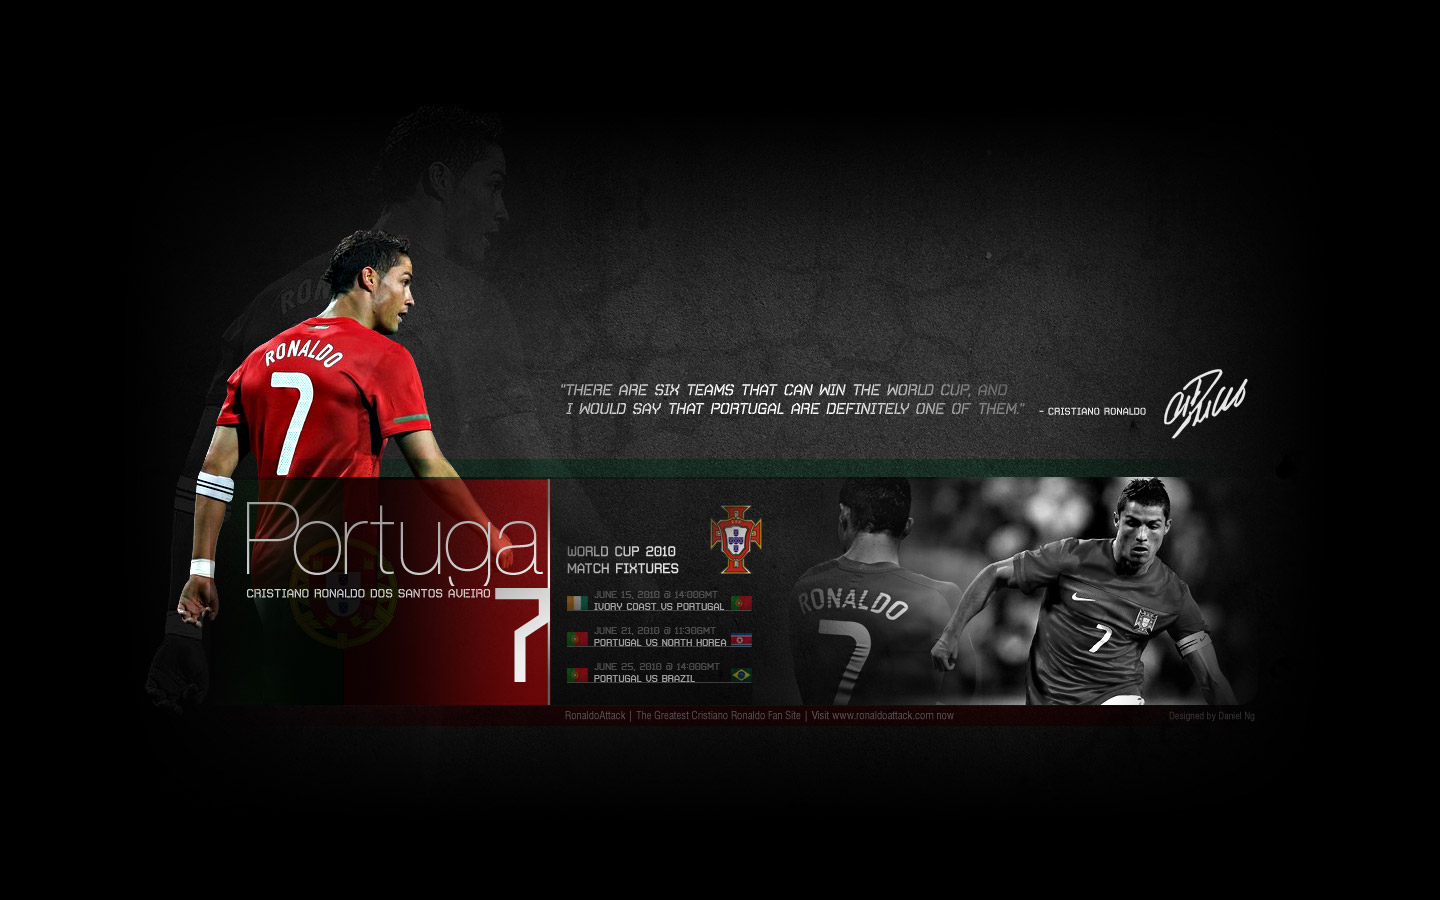 RONALDO
7
"THERE ARE SIX TEAMS THAT CAN WIN THE WORLD CUP, AND
I WOULD SAY THAT PORTUGAL ARE DEFINITELY ONE OF THEM."
- CRISTIANO RONALDO
Portuga
CRISTIANO RONALDO DOS SANTOS AVEIRO
7
WORLD CUP 2010
MATCH FIXTURES
JUNE 15, 2010 @ 14:00GMT
IVORY COAST VS PORTUGAL
JUNE 21, 2010 @ 11:30GMT
PORTUGAL VS NORTH KOREA
JUNE 25, 2010 @ 14:00GMT
PORTUGAL VS BRAZIL
RONALDO
7
7
RonaldoAttack | The Greatest Cristiano Ronaldo Fan Site | Visit www.ronaldoattack.com now
Designed by Daniel Ng